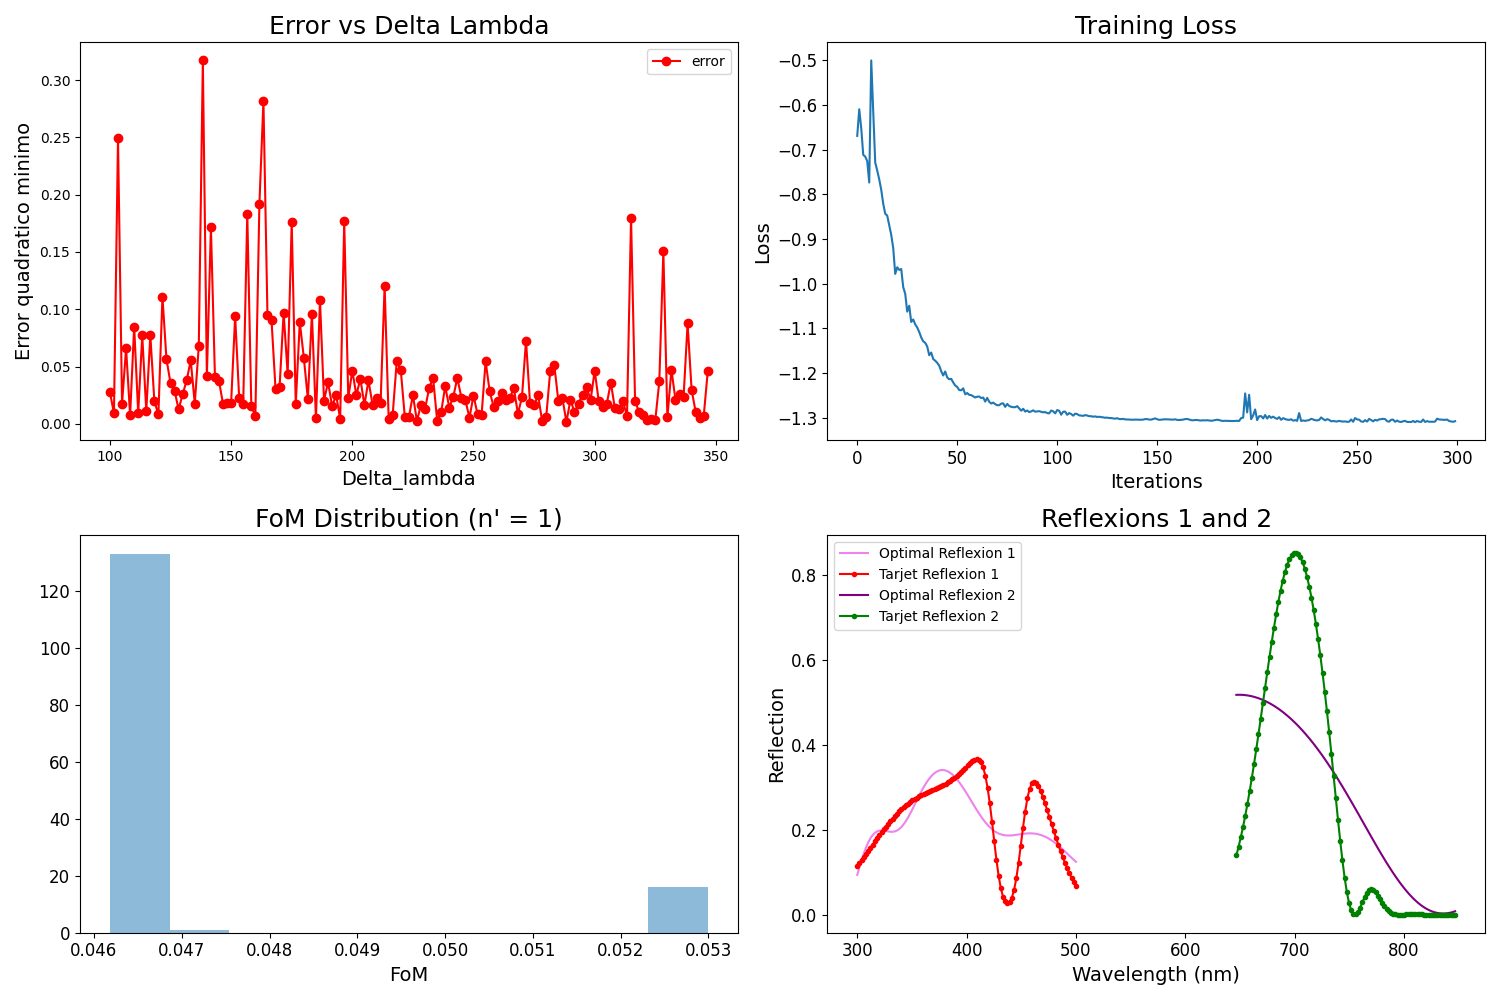 Error vs Delta Lambda
error
Error quadratico minimo
0.30
0.25
0.20
0.15
0.10
0.05
0.00
100 150 200 250 300 350
Delta_lambda
Training Loss
Loss
−0.5
−0.6
−0.7
−0.8
−0.9
−1.0
−1.1
−1.2
−1.3
0 50 100 150 200 250 300
Iterations
FoM Distribution (n' = 1)
120
100
80
60
40
20
0
0.046 0.047 0.048 0.049 0.050 0.051 0.052 0.053
FoM
Reflexions 1 and 2
Optimal Reflexion 1
Tarjet Reflexion 1
Optimal Reflexion 2
Tarjet Reflexion 2
Reflection
0.8
0.6
0.4
0.2
0.0
300 400 500 600 700 800
Wavelength (nm)